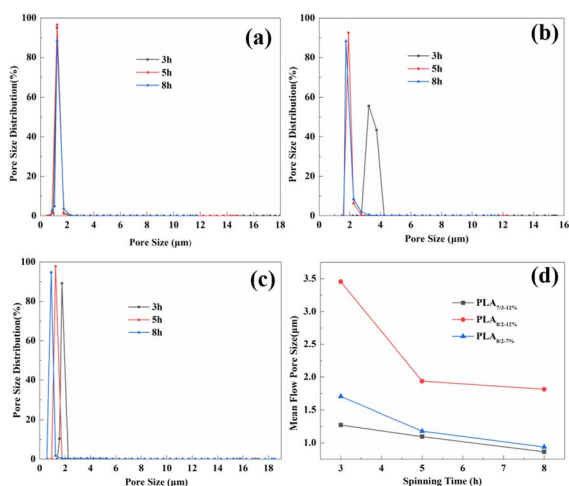 100
80
60
40
20
0
Pore Size Distribution(%)
(a)
3h
5h
8h
0 2 4 6 8 10 12 14 16 18
Pore Size (μm)
100
80
60
40
20
0
Pore Size Distribution(%)
(b)
3h
5h
8h
0 2 4 6 8 10 12 14 16
Pore Size (μm)
100
80
60
40
20
0
Pore Size Distribution(%)
(c)
3h
5h
8h
0 2 4 6 8 10 12 14 16 18
Pore Size (μm)
3.5
3.0
2.5
2.0
1.5
1.0
Mean Flow Pore Size(μm)
(d)
PLA7/3-12%
PLA8/2-12%
PLA8/2-7%
3 4 5 6 7 8
Spinning Time (h)